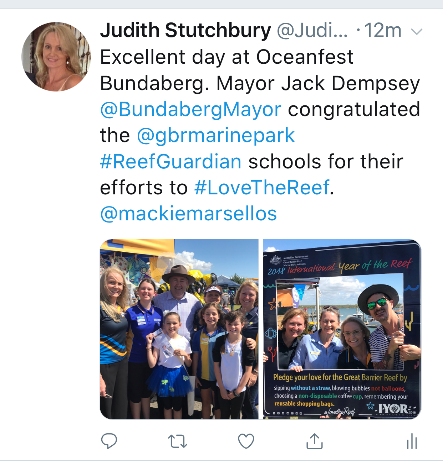 Judith Stutchbury @Judi... · 12m
Excellent day at Oceanfest
Bundaberg. Mayor Jack Dempsey
@BundabergMayor congratulated
the @gbrmarinepark
#ReefGuardian schools for their
efforts to #LoveTheReef.
@mackiemarsellos
2018 International Year of the Reef
Pledge your love for the Great Barrier Reef by
sipping without a straw, blowing bubbles not balloons,
choosing a non-disposable coffee cup, remembering your
reusable shopping bags.
#lovetheReef
IYOR